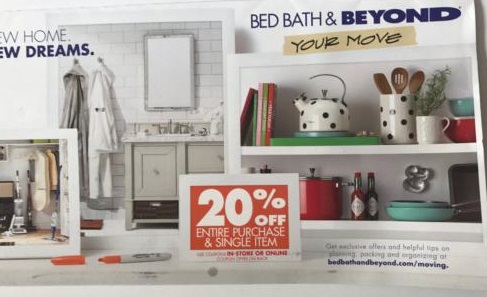 EW HOME.
EW DREAMS.
BED BATH & BEYOND
YOUR MOVE
20% OFF
ENTIRE PURCHASE
& SINGLE ITEM
IN-STORE OR ONLINE
Get exclusive offers and helpful tips on
planning, packing and organizing at
bedbathandbeyond.com/moving.